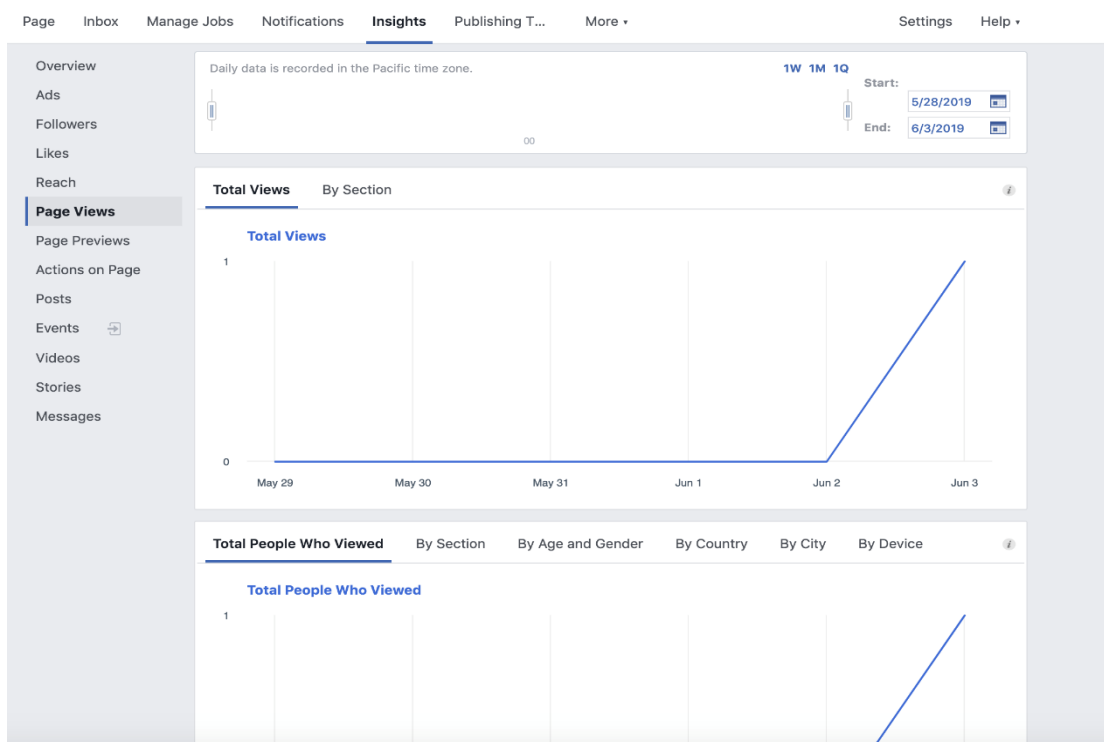 Page Inbox Manage Jobs Notifications Insights Publishing T... More Settings Help
Overview
Ads
Followers
Likes
Reach
Page Views
Page Previews
Actions on Page
Posts
Events
Videos
Stories
Messages
Daily data is recorded in the Pacific time zone.
1W 1M 1Q
Start:
5/28/2019
End:
6/3/2019
00
Total Views By Section
i
Total Views
1
0
May 29 May 30 May 31 Jun 1 Jun 2 Jun 3
Total People Who Viewed By Section By Age and Gender By Country By City By Device
i
Total People Who Viewed
1